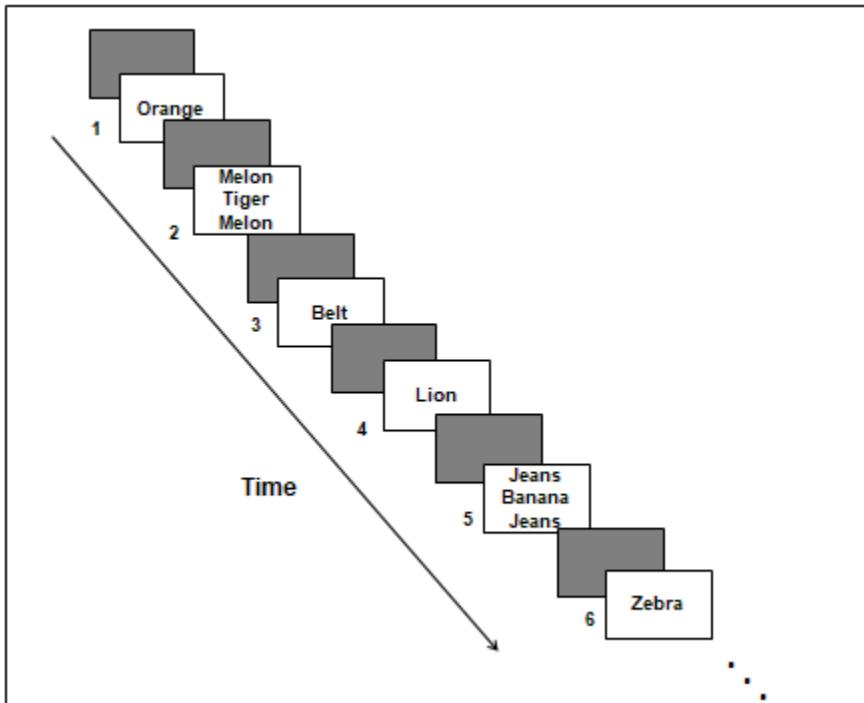 Orange
1
Melon
Tiger
Melon
2
Belt
3
Lion
4
Time
Jeans
Banana
Jeans
5
Zebra
6